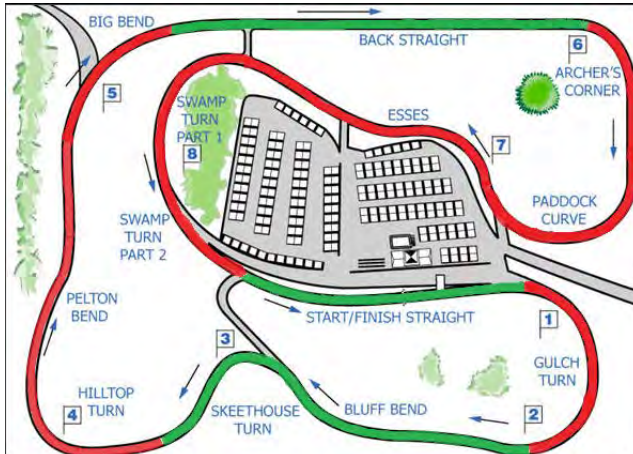 BIG BEND
BACK STRAIGHT
6
ARCHER'S
CORNER
5
SWAMP
TURN
PART 1
8
ESSES
7
PADDOCK
CURVE
SWAMP
TURN
PART 2
PELTON
BEND
START/FINISH STRAIGHT
1
GULCH
TURN
3
HILLTOP
TURN
4
SKEETHOUSE
TURN
BLUFF BEND
2